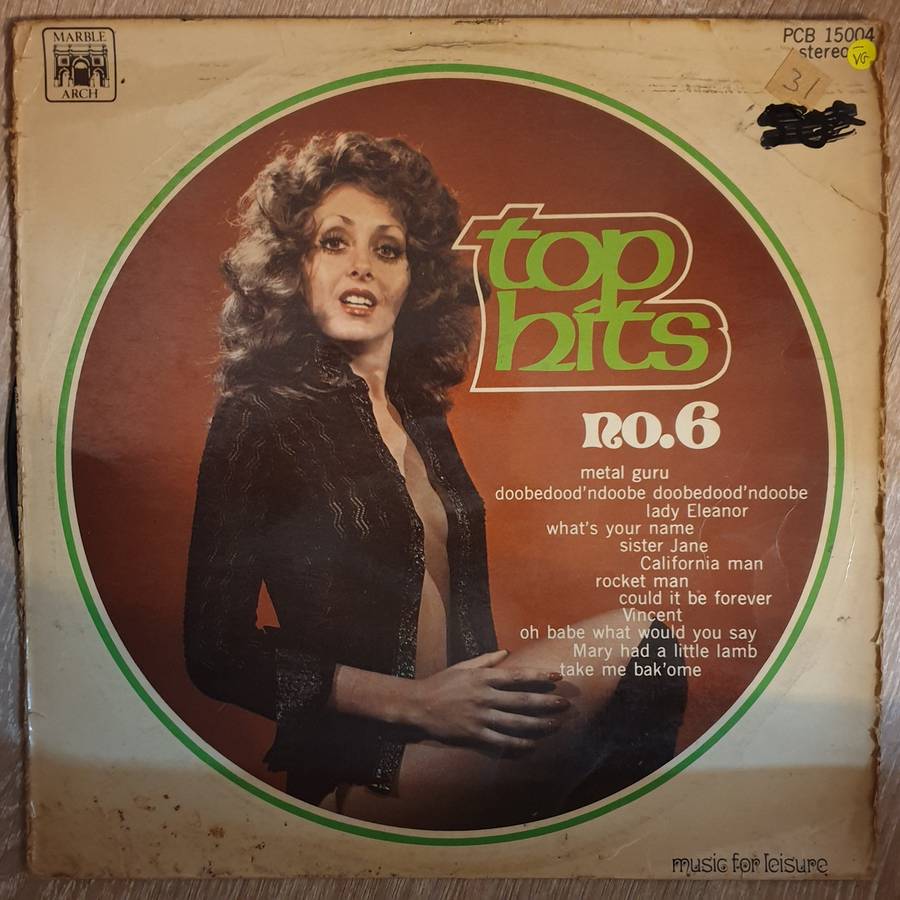 MARBLE
ARCH
PCB 15004
stereo
VG
31
top
hits
no.6
metal guru
doobedood'ndoobe doobedood'ndoobe
lady Eleanor
what's your name
sister Jane
California man
rocket man
could it be forever
Vincent
oh babe what would you say
Mary had a little lamb
take me bak'ome
music for leisure